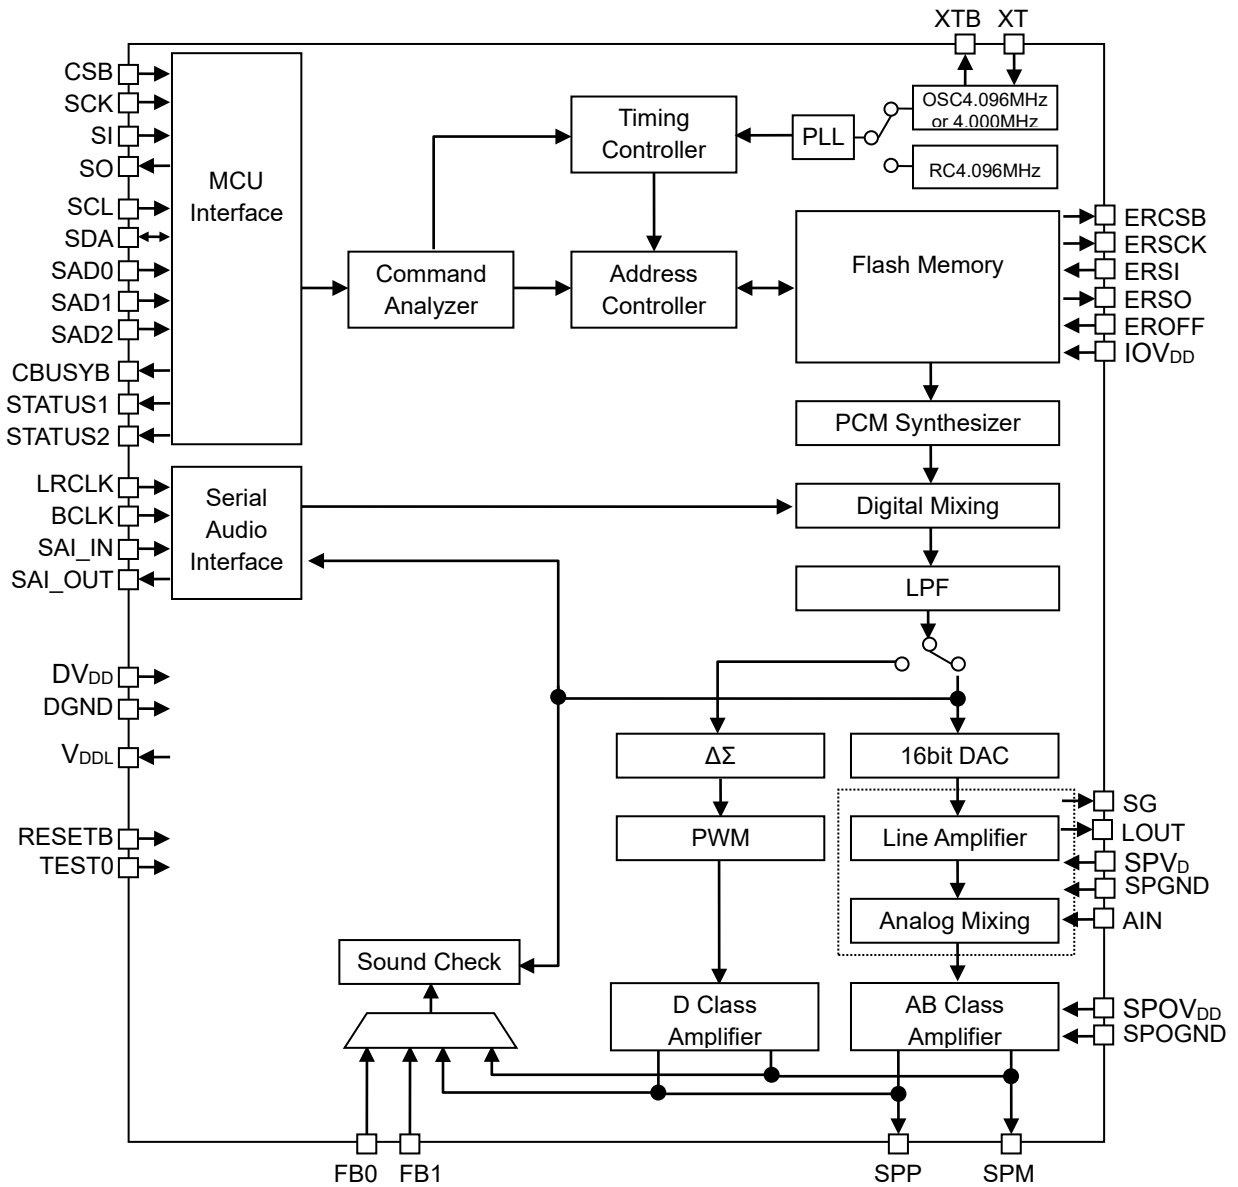 XTB XT
CSB
SCK
SI
SO
SCL
SDA
SAD0
SAD1
SAD2
CBUSYB
STATUS1
STATUS2
MCU
Interface
Timing
Controller
PLL
OSC4.096MHz
or 4.000MHz
RC4.096MHz
Command
Analyzer
Address
Controller
Flash Memory
ERCSB
ERSCK
ERSI
ERSO
EROFF
IOVDD
PCM Synthesizer
LRCLK
BCLK
SAI_IN
SAI_OUT
Serial
Audio
Interface
Digital Mixing
LPF
DVDD
DGND
VDDL
RESETB
TEST0
ΔΣ
16bit DAC
PWM
Line Amplifier
Analog Mixing
SG
LOUT
SPVD
SPGND
AIN
Sound Check
D Class
Amplifier
AB Class
Amplifier
SPOVDD
SPOGND
FB0 FB1
SPP SPM